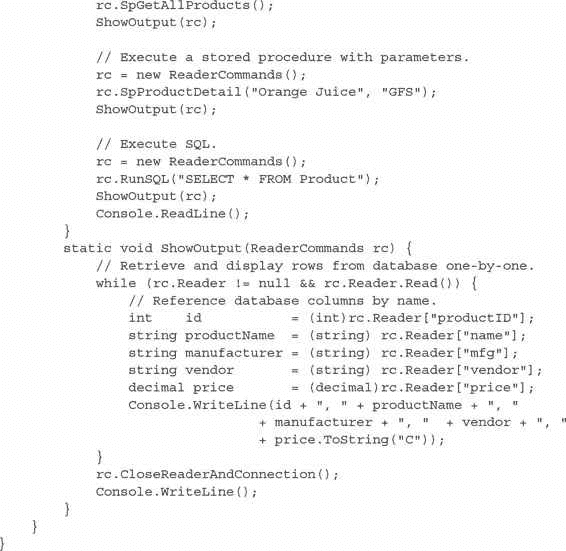 rc.SpGetAllProducts();
ShowOutput(rc);
// Execute a stored procedure with parameters.
rc = new ReaderCommands();
rc.SpProductDetail("Orange Juice", "GFS");
ShowOutput(rc);
// Execute SQL.
rc = new ReaderCommands();
rc.RunSQL("SELECT * FROM Product");
ShowOutput(rc);
Console.ReadLine();
}
static void ShowOutput(ReaderCommands rc) {
// Retrieve and display rows from database one-by-one.
while (rc.Reader != null && rc.Reader.Read()) {
// Reference database columns by name.
int    id           = (int)rc.Reader["productID"];
string productName  = (string) rc.Reader["name"];
string manufacturer = (string) rc.Reader["mfg"];
string vendor       = (string) rc.Reader["vendor"];
decimal price       = (decimal)rc.Reader["price"];
Console.WriteLine(id + ", " + productName + ", "
+ manufacturer + ", "  + vendor + ", "
+ price.ToString("C"));
}
rc.CloseReaderAndConnection();
Console.WriteLine();
}
}
}